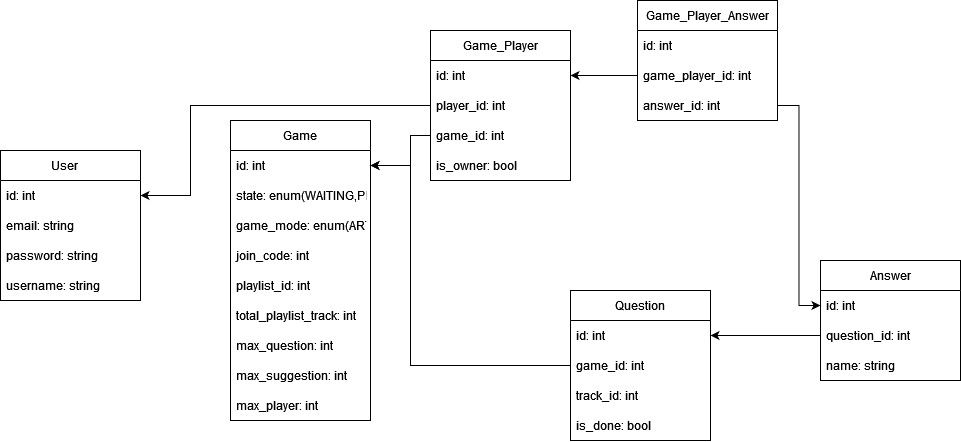 User
id: int
email: string
password: string
username: string
Game
id: int
state: enum(WAITING,
game_mode: enum(
join_code: int
playlist_id: int
total_playlist_track: int
max_question: int
max_suggestion: int
max_player: int
Game_Player
id: int
player_id: int
game_id: int
is_owner: bool
Game_Player_Answer
id: int
game_player_id: int
answer_id: int
Question
id: int
game_id: int
track_id: int
is_done: bool
Answer
id: int
question_id: int
name: string